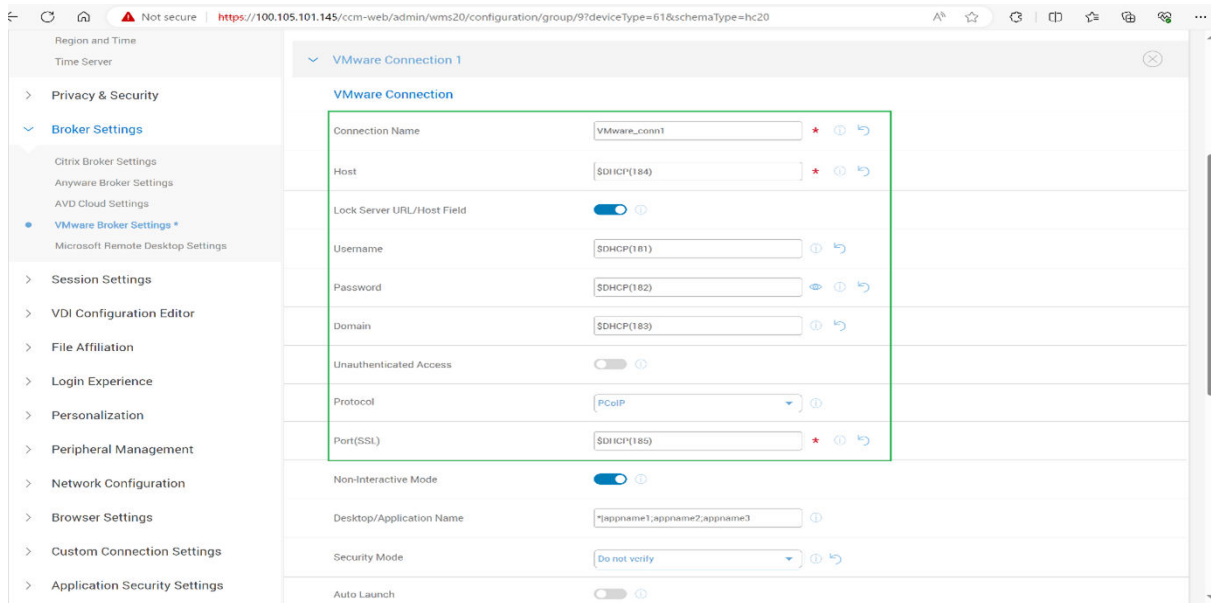 Not secure https://100.105.101.145/ccm-web/admin/wms20/configuration/group/9?deviceType=61&schemaType=hc20
Region and Time
Time Server
Privacy & Security
Broker Settings
Citrix Broker Settings
Anyware Broker Settings
AVD Cloud Settings
VMware Broker Settings *
Microsoft Remote Desktop Settings
Session Settings
VDI Configuration Editor
File Affiliation
Login Experience
Personalization
Peripheral Management
Network Configuration
Browser Settings
Custom Connection Settings
Application Security Settings
VMware Connection 1
VMware Connection
Connection Name VMware_conn1 *
Host $DHCP(184) *
Lock Server URL/Host Field
Username $DHCP(181)
Password $DHCP(182)
Domain $DHCP(183)
Unauthenticated Access
Protocol PCoIP
Port(SSL) $DHCP(185) *
Non-Interactive Mode
Desktop/Application Name *|appname1;appname2;appname3
Security Mode Do not verify
Auto Launch